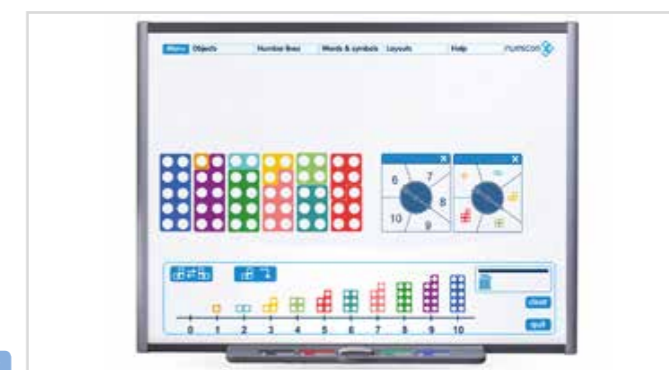 Menu Objects Number lines Words & symbols Layouts Help numicon
6 7
8
10 9
clear
0 1 2 3 4 5 6 7 8 9 10
quit